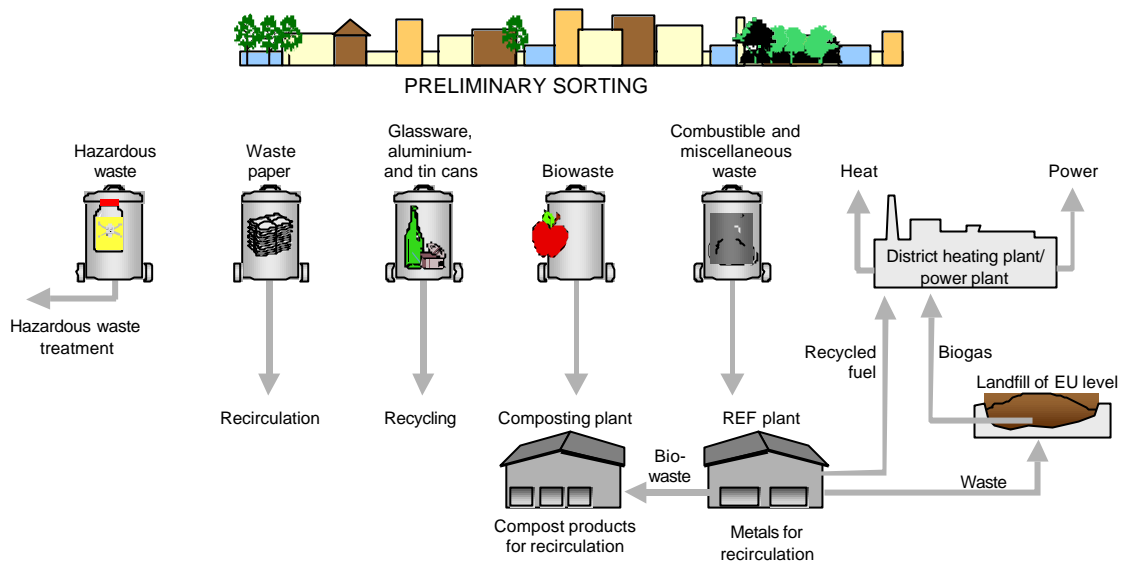 PRELIMINARY SORTING
Hazardous
waste
Waste
paper
Glassware,
aluminium-
and tin cans
Biowaste
Combustible and
miscellaneous
waste
Heat
Power
District heating plant/
power plant
Hazardous waste
treatment
Recycled
fuel
Biogas
Landfill of EU level
Recirculation
Recycling
Composting plant
REF plant
Bio-
waste
Waste
Compost products
for recirculation
Metals for
recirculation